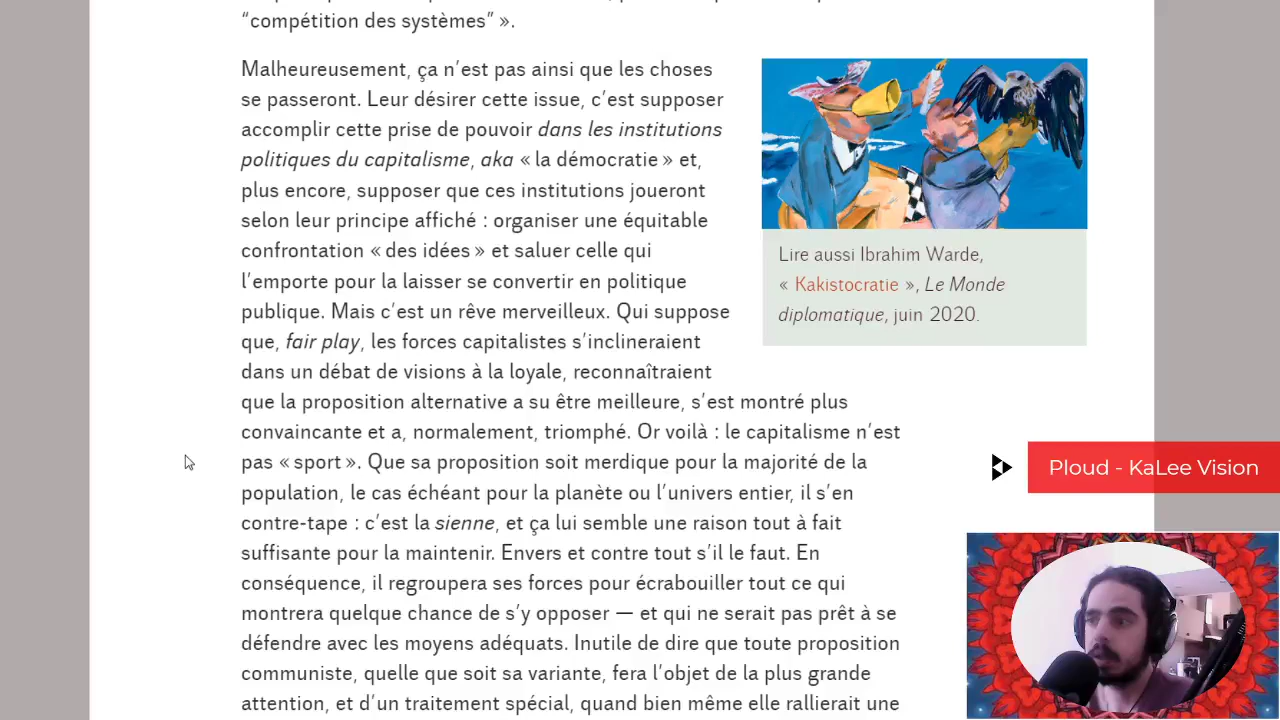 “compétition des systèmes” ».
Malheureusement, ça n’est pas ainsi que les choses
se passeront. Leur désirer cette issue, c’est supposer
accomplir cette prise de pouvoir dans les institutions
politiques du capitalisme, aka « la démocratie » et,
plus encore, supposer que ces institutions joueront
selon leur principe affiché : organiser une équitable
confrontation « des idées » et saluer celle qui
l’emporte pour la laisser se convertir en politique
publique. Mais c’est un rêve merveilleux. Qui suppose
que, fair play, les forces capitalistes s’inclineraient
dans un débat de visions à la loyale, reconnaîtraient
que la proposition alternative a su être meilleure, s’est montré plus
convaincante et a, normalement, triomphé. Or voilà : le capitalisme n’est
pas « sport ». Que sa proposition soit merdique pour la majorité de la
population, le cas échéant pour la planète ou l’univers entier, il s’en
contre-tape : c’est la sienne, et ça lui semble une raison tout à fait
suffisante pour la maintenir. Envers et contre tout s’il le faut. En
conséquence, il regroupera ses forces pour écrabouiller tout ce qui
montrera quelque chance de s’y opposer — et qui ne serait pas prêt à se
défendre avec les moyens adéquats. Inutile de dire que toute proposition
communiste, quelle que soit sa variante, fera l’objet de la plus grande
attention, et d’un traitement spécial, quand bien même elle rallierait une
Lire aussi Ibrahim Warde,
« Kakistocratie », Le Monde
diplomatique, juin 2020.
Ploud - KaLee Vision